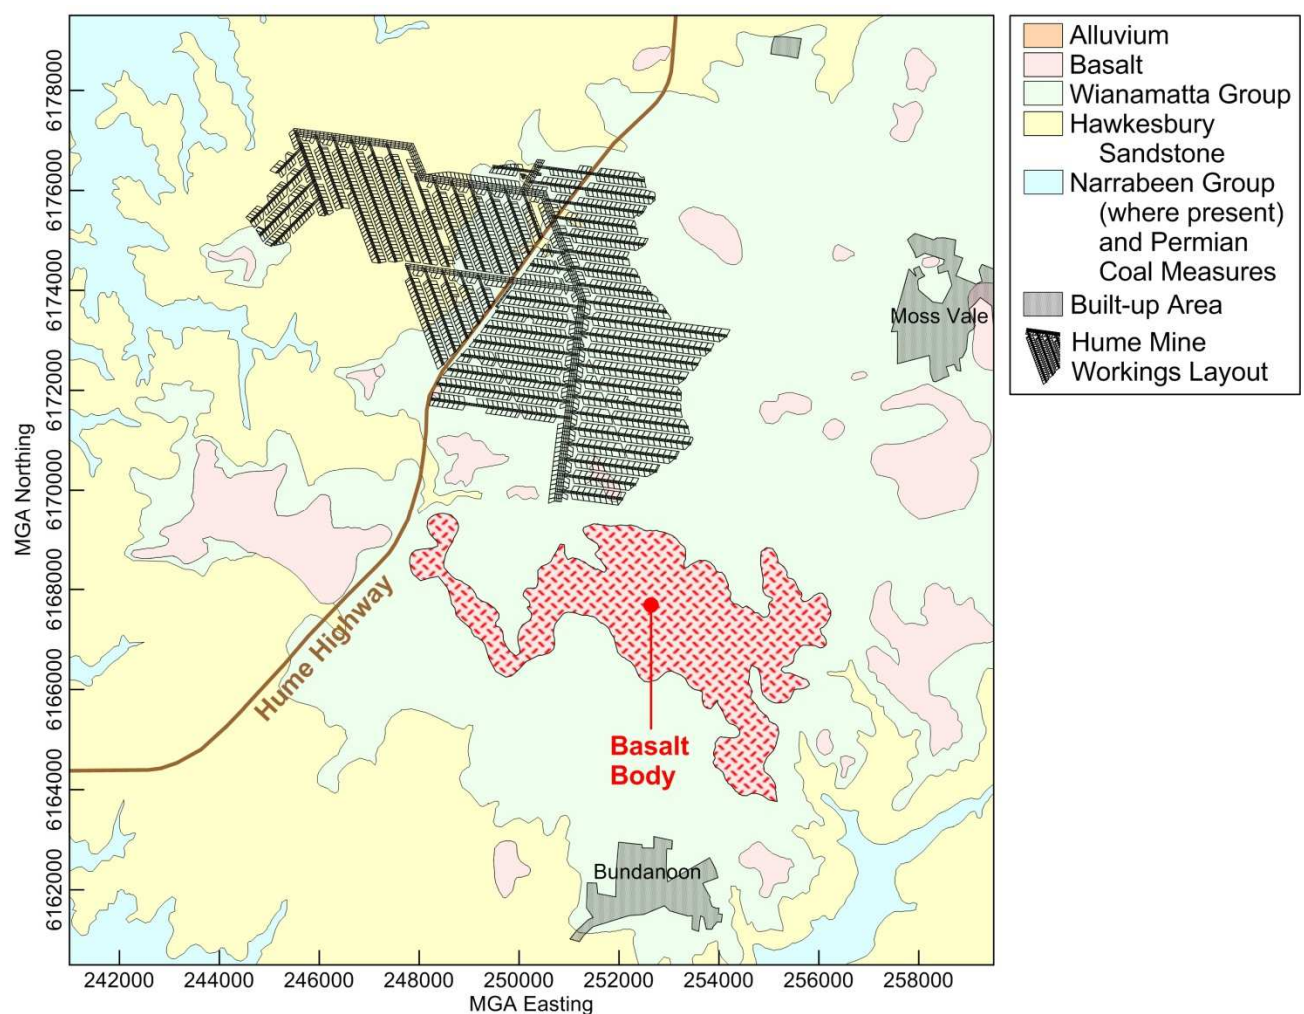 6178000
6176000
6174000
6172000
6170000
6168000
6166000
6164000
6162000
MGA Northing
242000
244000
246000
248000
250000
252000
254000
256000
258000
MGA Easting
Moss Vale
Hume Highway
Basalt
Body
Bundanoon
Alluvium
Basalt
Wianamatta Group
Hawkesbury
Sandstone
Narrabeen Group
(where present)
and Permian
Coal Measures
Built-up Area
Hume Mine
Workings Layout